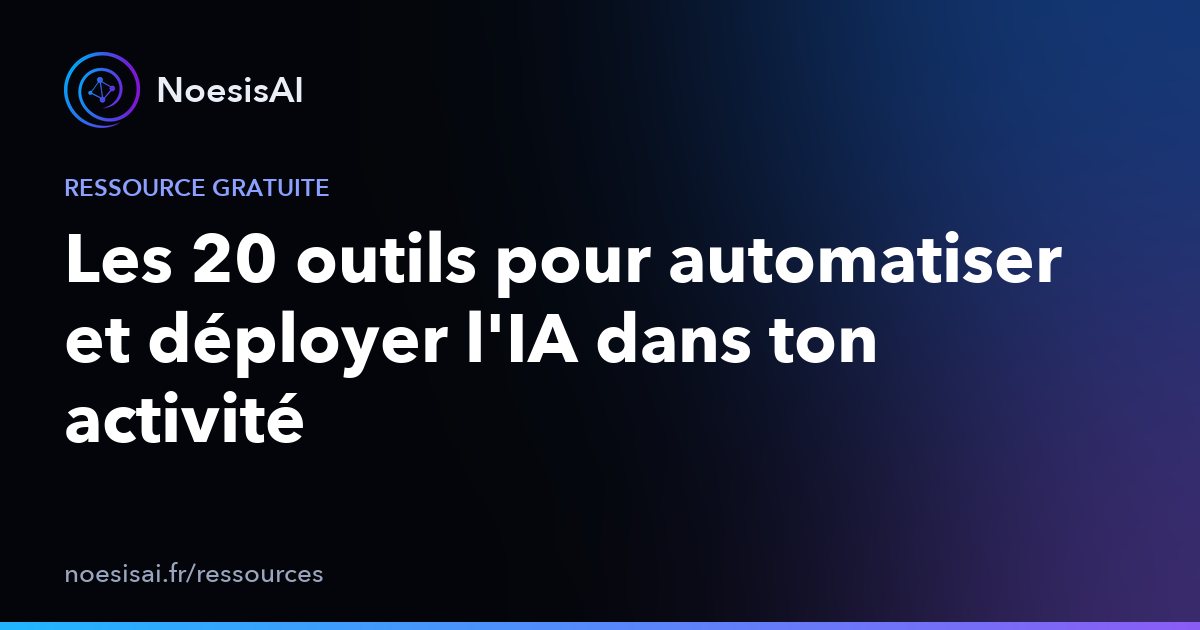 NoesisAI
RESSOURCE GRATUITE
Les 20 outils pour automatiser
et déployer l'IA dans ton
activité
noesisai.fr/ressources